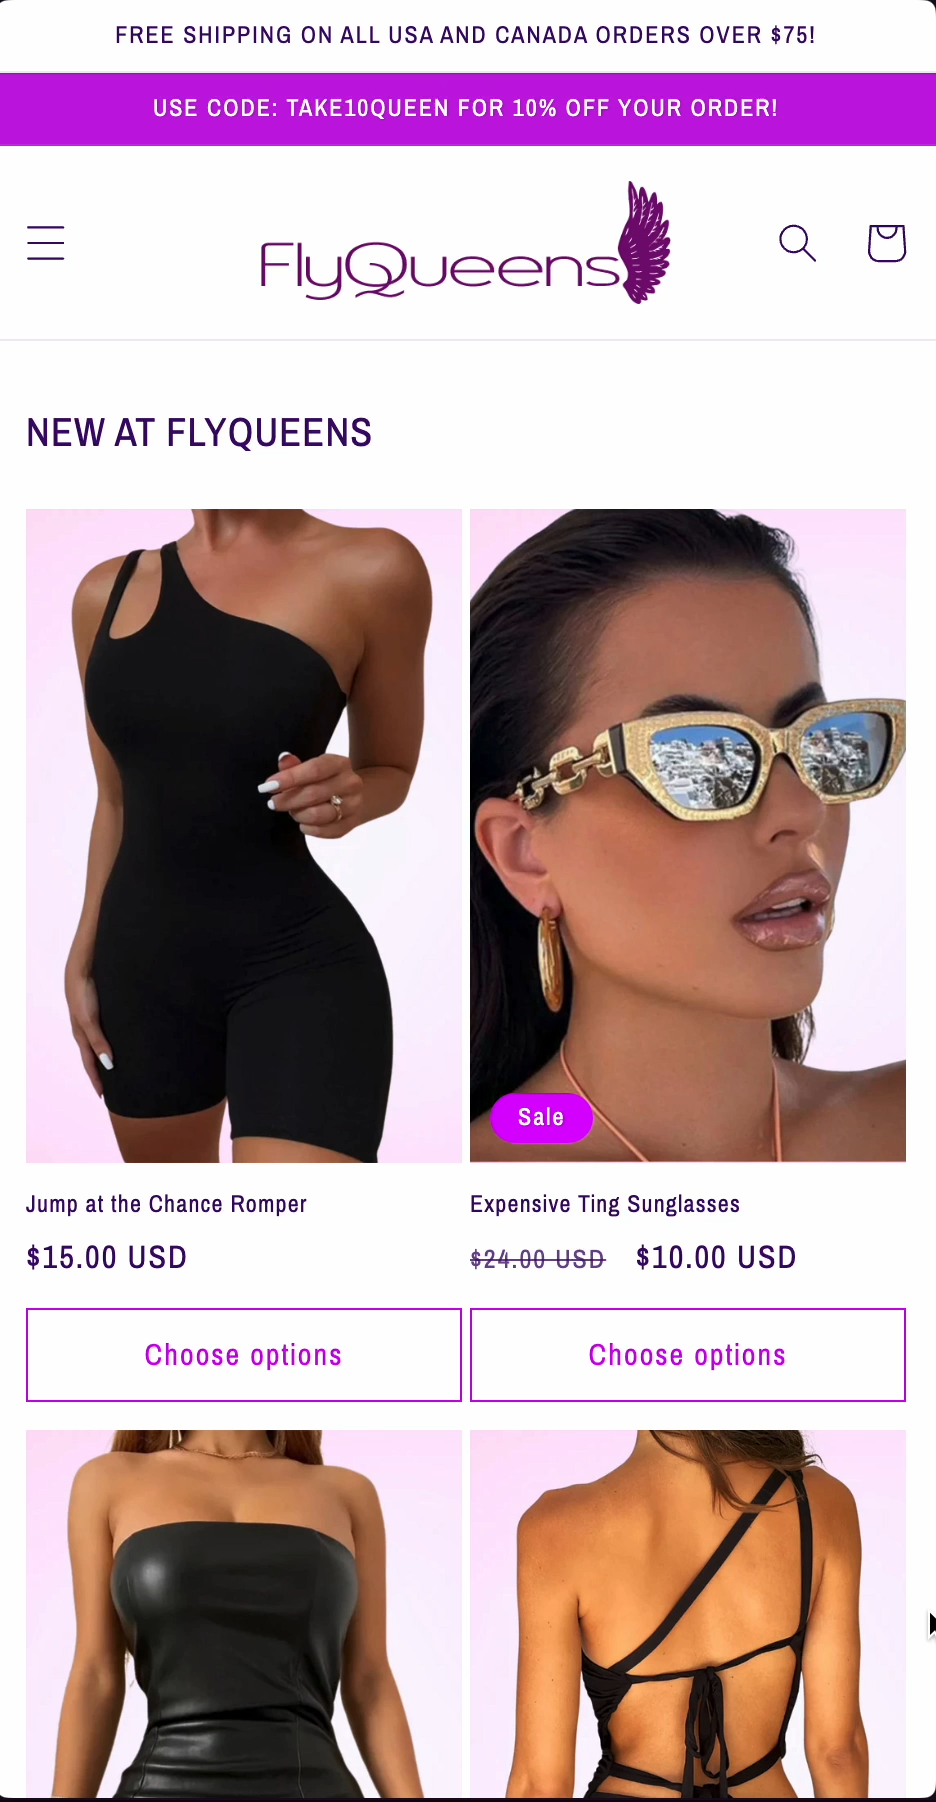 FREE SHIPPING ON ALL USA AND CANADA ORDERS OVER $75!
USE CODE: TAKE10QUEEN FOR 10% OFF YOUR ORDER!
FlyQueens
NEW AT FLYQUEENS
Sale
Jump at the Chance Romper
Expensive Ting Sunglasses
$15.00 USD
$24.00 USD $10.00 USD
Choose options
Choose options